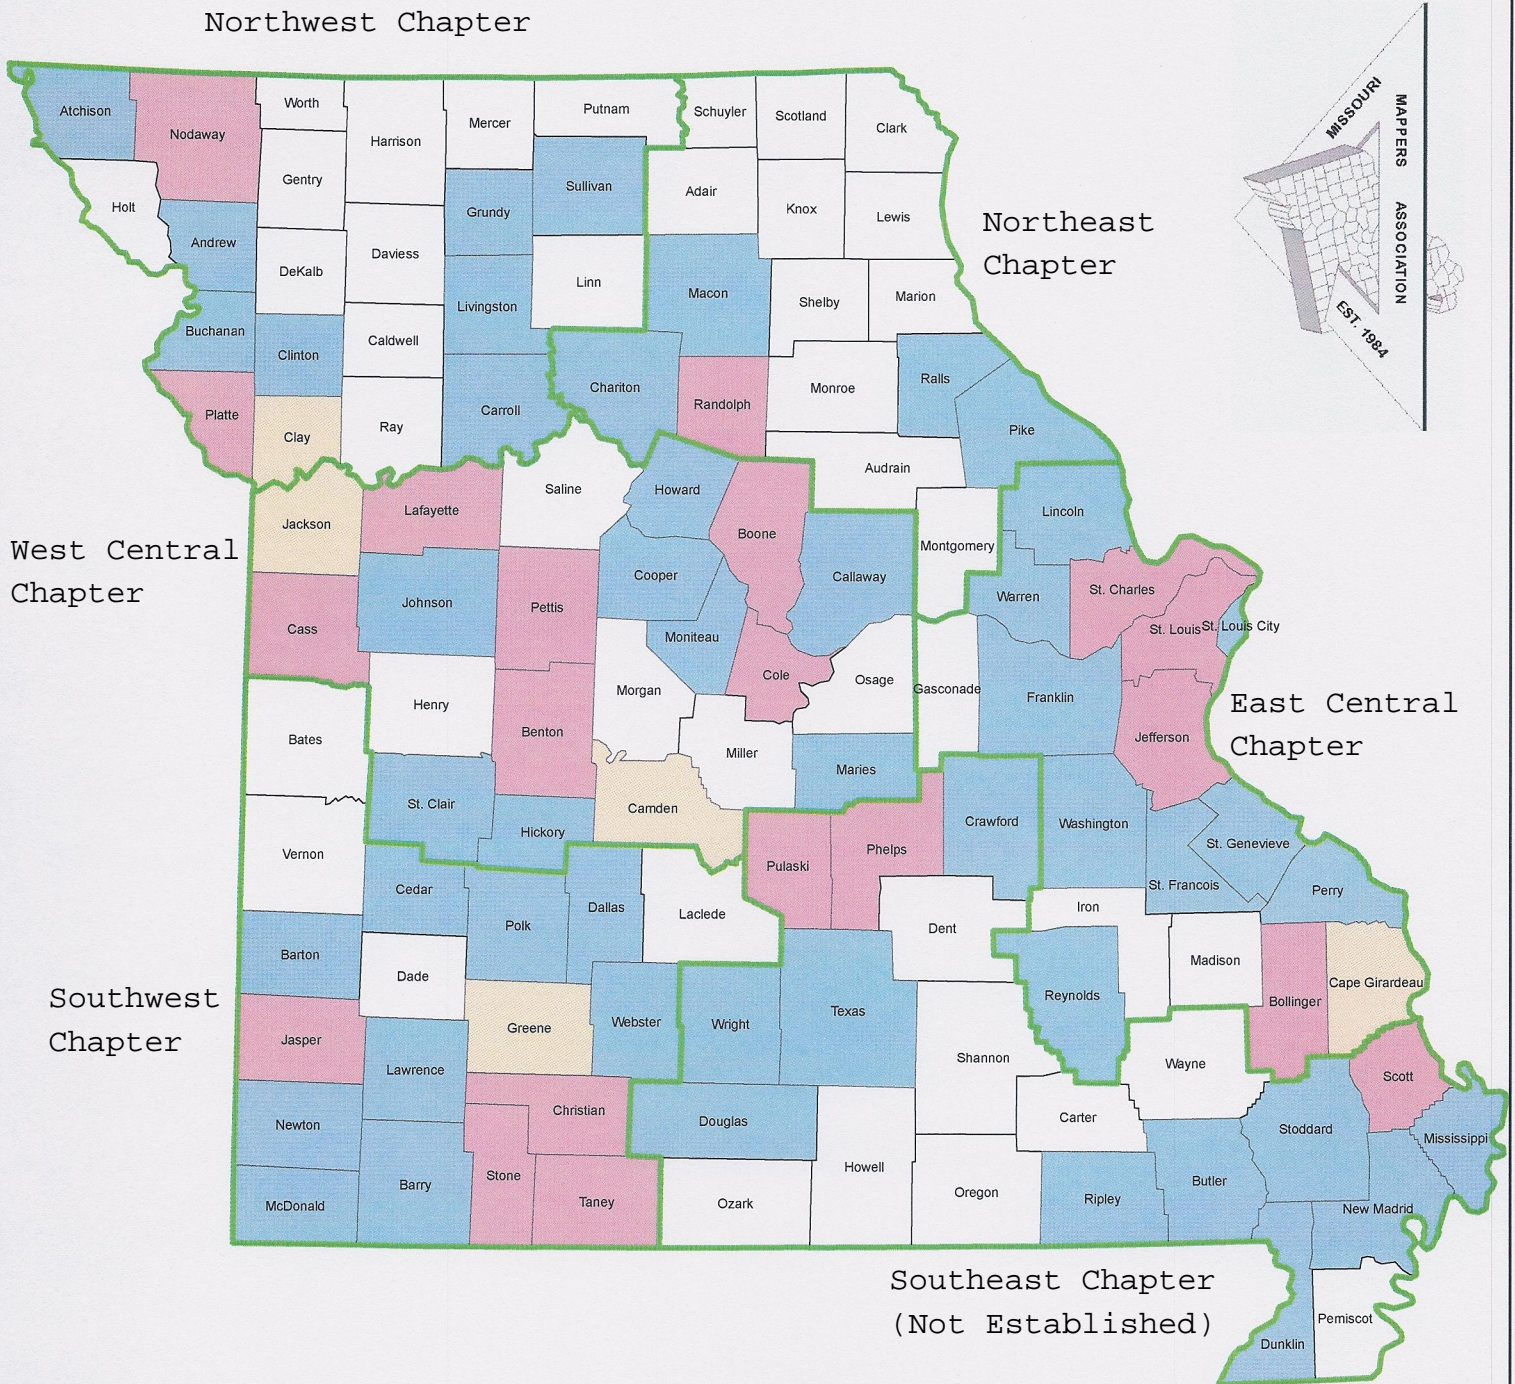 Northwest Chapter
MISSOURI
MAPPERS
ASSOCIATION
EST. 1984
Atchison
Nodaway
Worth
Harrison
Mercer
Putnam
Schuyler
Scotland
Clark
Gentry
Holt
Sullivan
Adair
Knox
Lewis
Grundy
Andrew
DeKalb
Daviess
Linn
Northeast
Chapter
Macon
Shelby
Marion
Livingston
Buchanan
Clinton
Caldwell
Chariton
Randolph
Monroe
Ralls
Pike
Platte
Clay
Ray
Carroll
Audrain
Saline
Howard
Lafayette
Jackson
Boone
Lincoln
Montgomery
West Central
Chapter
Callaway
Cooper
Johnson
Pettis
Warren
St. Charles
Cass
Moniteau
St. Louis
St. Louis City
Cole
Osage
Gasconade
Morgan
Henry
Franklin
East Central
Chapter
Jefferson
Benton
Bates
Miller
Maries
St. Clair
Camden
Hickory
Crawford
Washington
St. Genevieve
Vernon
Phelps
Pulaski
Cedar
St. Francois
Perry
Dallas
Laclede
Polk
Dent
Iron
Barton
Dade
Madison
Cape Girardeau
Bollinger
Reynolds
Southwest
Chapter
Greene
Webster
Wright
Texas
Jasper
Lawrence
Shannon
Wayne
Scott
Christian
Newton
Douglas
Carter
Stoddard
Mississippi
Stone
Barry
Howell
McDonald
Taney
Ozark
Oregon
Ripley
Butler
New Madrid
Southeast Chapter
(Not Established)
Pemiscot
Dunklin